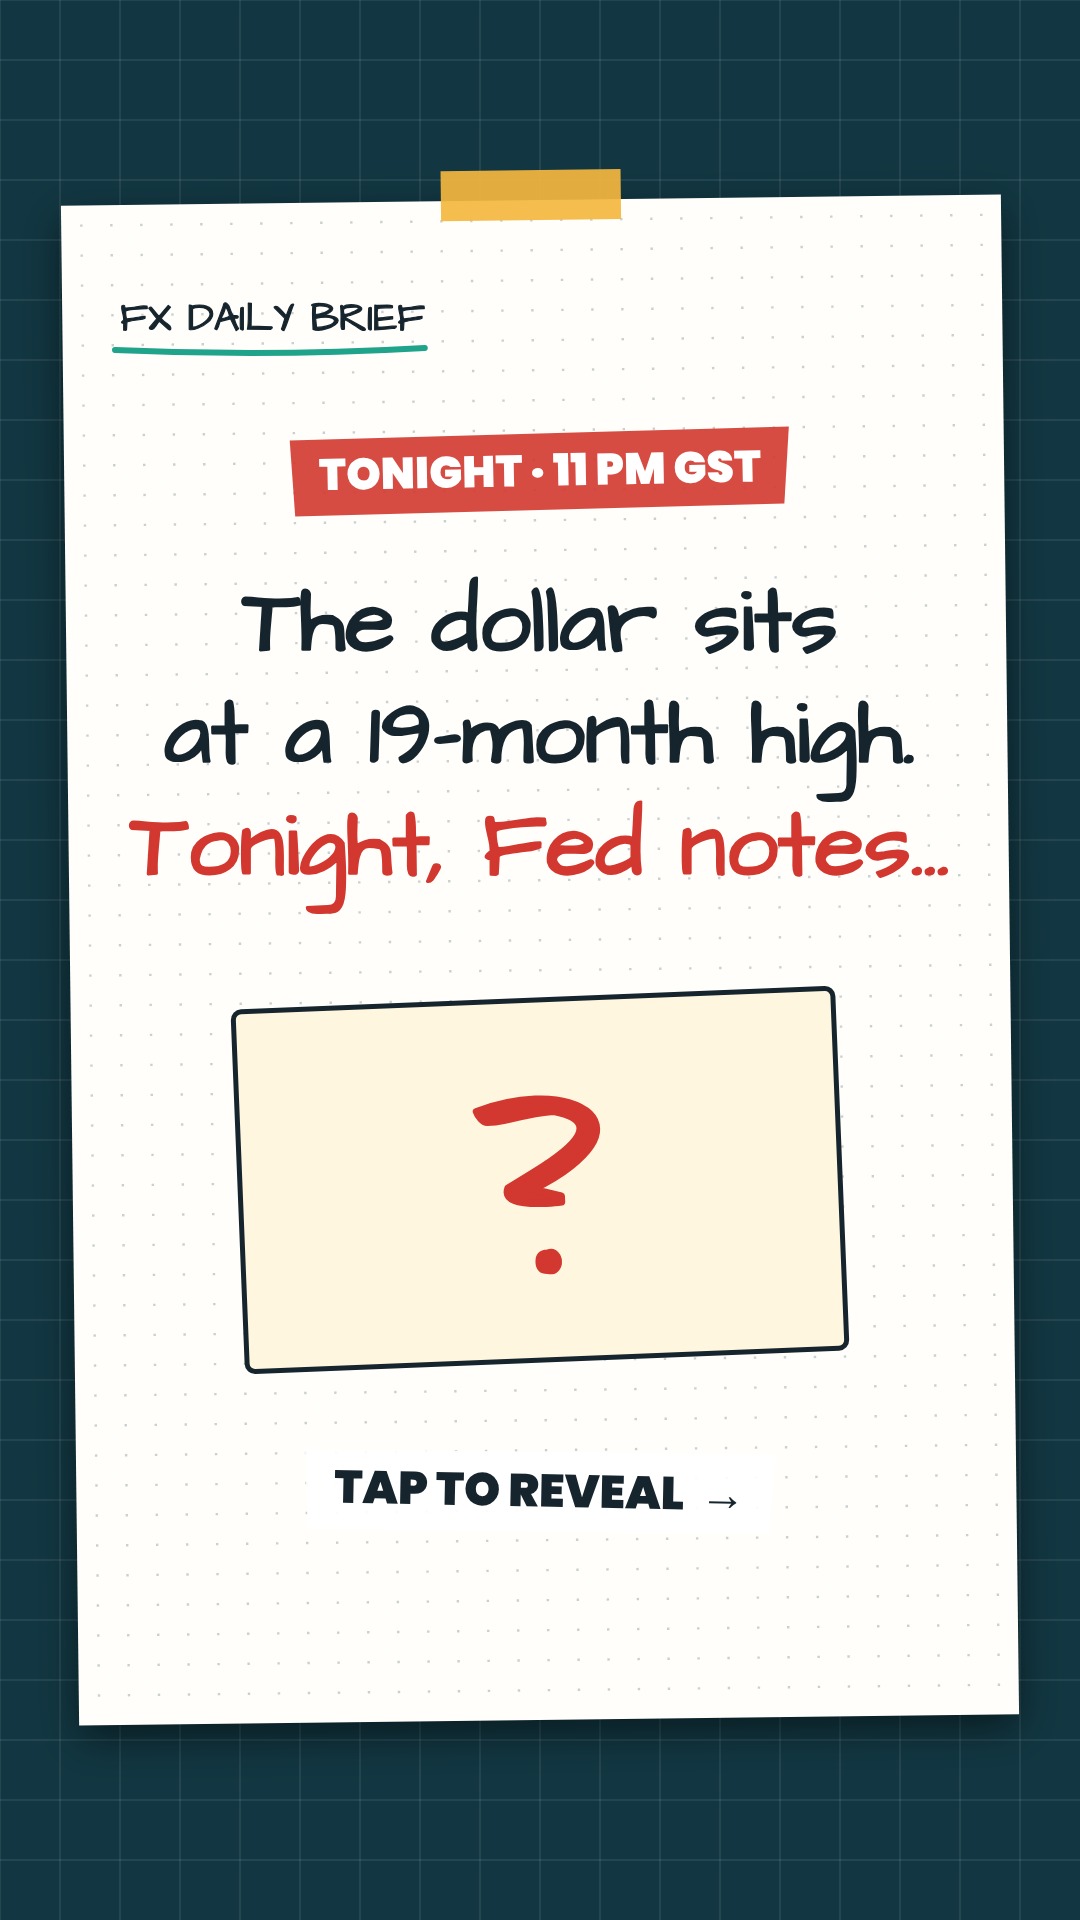 FX DAILY BRIEF
TONIGHT · 11 PM GST
The dollar sits
at a 19-month high.
Tonight, Fed notes...
?
TAP TO REVEAL →